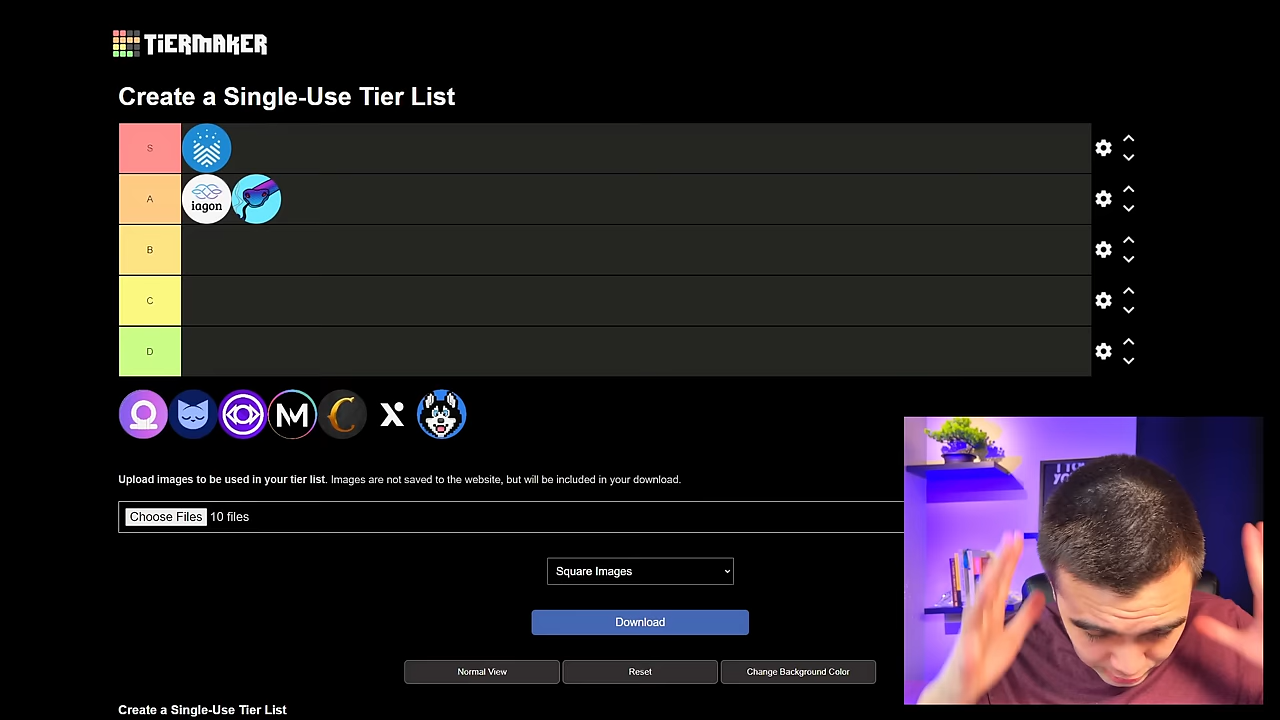 TiERMAKER
Create a Single-Use Tier List
S
A
iagon
B
C
D
M
C
X
Upload images to be used in your tier list. Images are not saved to the website, but will be included in your download.
Choose Files 10 files
Square Images
Download
Normal View
Reset
Change Background Color
Create a Single-Use Tier List